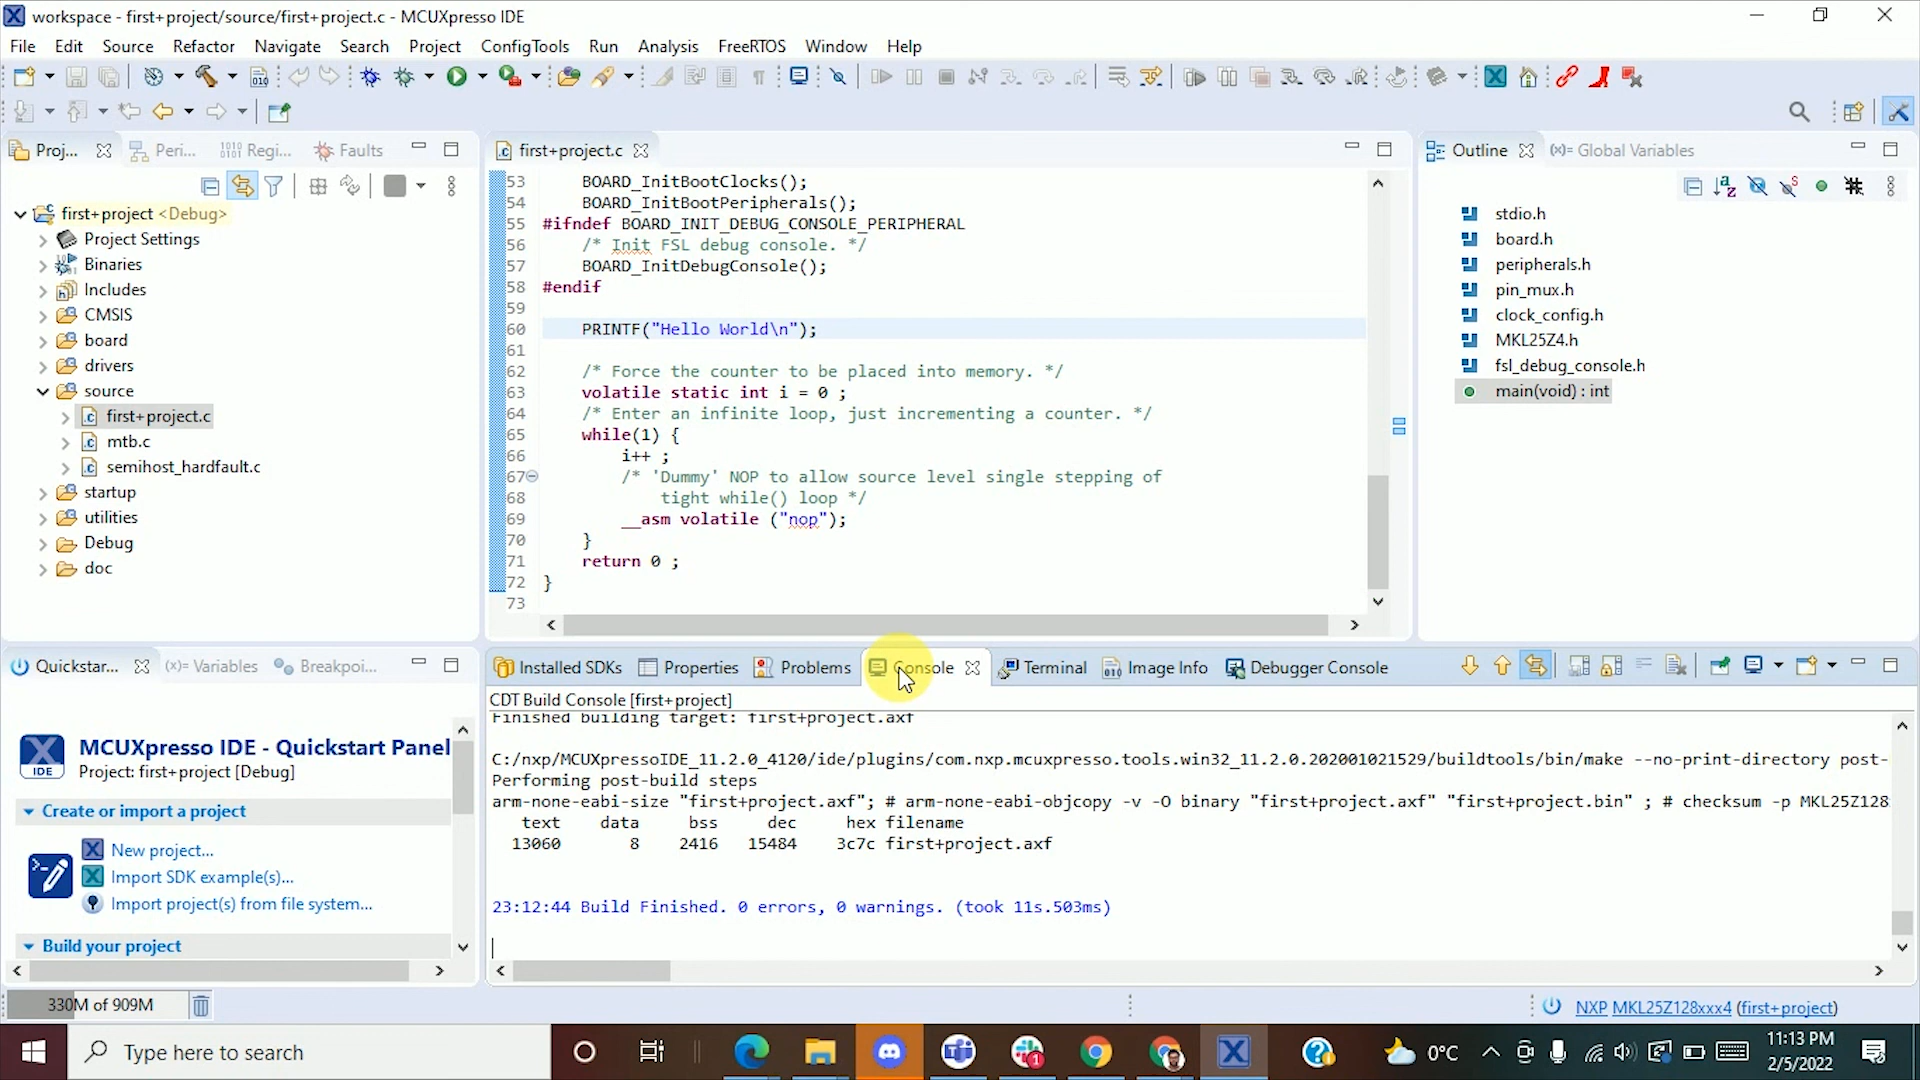 workspace - first+project/source/first+project.c - MCUXpresso IDE
File Edit Source Refactor Navigate Search Project ConfigTools Run Analysis FreeRTOS Window Help
Proj... Peri... Regi... Faults
first+project <Debug>
Project Settings
Binaries
Includes
CMSIS
board
drivers
source
first+project.c
mtb.c
semihost_hardfault.c
startup
utilities
Debug
doc
first+project.c
53 BOARD_InitBootClocks();
54 BOARD_InitBootPeripherals();
55 #ifndef BOARD_INIT_DEBUG_CONSOLE_PERIPHERAL
56 /* Init FSL debug console. */
57 BOARD_InitDebugConsole();
58 #endif
59
60 PRINTF("Hello World\n");
61
62 /* Force the counter to be placed into memory. */
63 volatile static int i = 0 ;
64 /* Enter an infinite loop, just incrementing a counter. */
65 while(1) {
66 i++ ;
67 /* 'Dummy' NOP to allow source level single stepping of
68 tight while() loop */
69 __asm volatile ("nop");
70 }
71 return 0 ;
72 }
73
Outline (x)= Global Variables
stdio.h
board.h
peripherals.h
pin_mux.h
clock_config.h
MKL25Z4.h
fsl_debug_console.h
main(void) : int
Quickstar... (x)= Variables Breakpoi...
IDE
MCUXpresso IDE - Quickstart Panel
Project: first+project [Debug]
Create or import a project
New project...
Import SDK example(s)...
Import project(s) from file system...
Build your project
Installed SDKs Properties Problems Console Terminal Image Info Debugger Console
CDT Build Console [first+project]
Finished building target: first+project.axf
C:/nxp/MCUXpressoIDE_11.2.0_4120/ide/plugins/com.nxp.mcuxpresso.tools.win32_11.2.0.202001021529/buildtools/bin/make --no-print-directory post-
Performing post-build steps
arm-none-eabi-size "first+project.axf"; # arm-none-eabi-objcopy -v -O binary "first+project.axf" "first+project.bin" ; # checksum -p MKL25Z128
text data bss dec hex filename
13060 8 2416 15484 3c7c first+project.axf
23:12:44 Build Finished. 0 errors, 0 warnings. (took 11s.503ms)
330M of 909M
NXP MKL25Z128xxx4 (first+project)
Type here to search
0°C
11:13 PM
2/5/2022